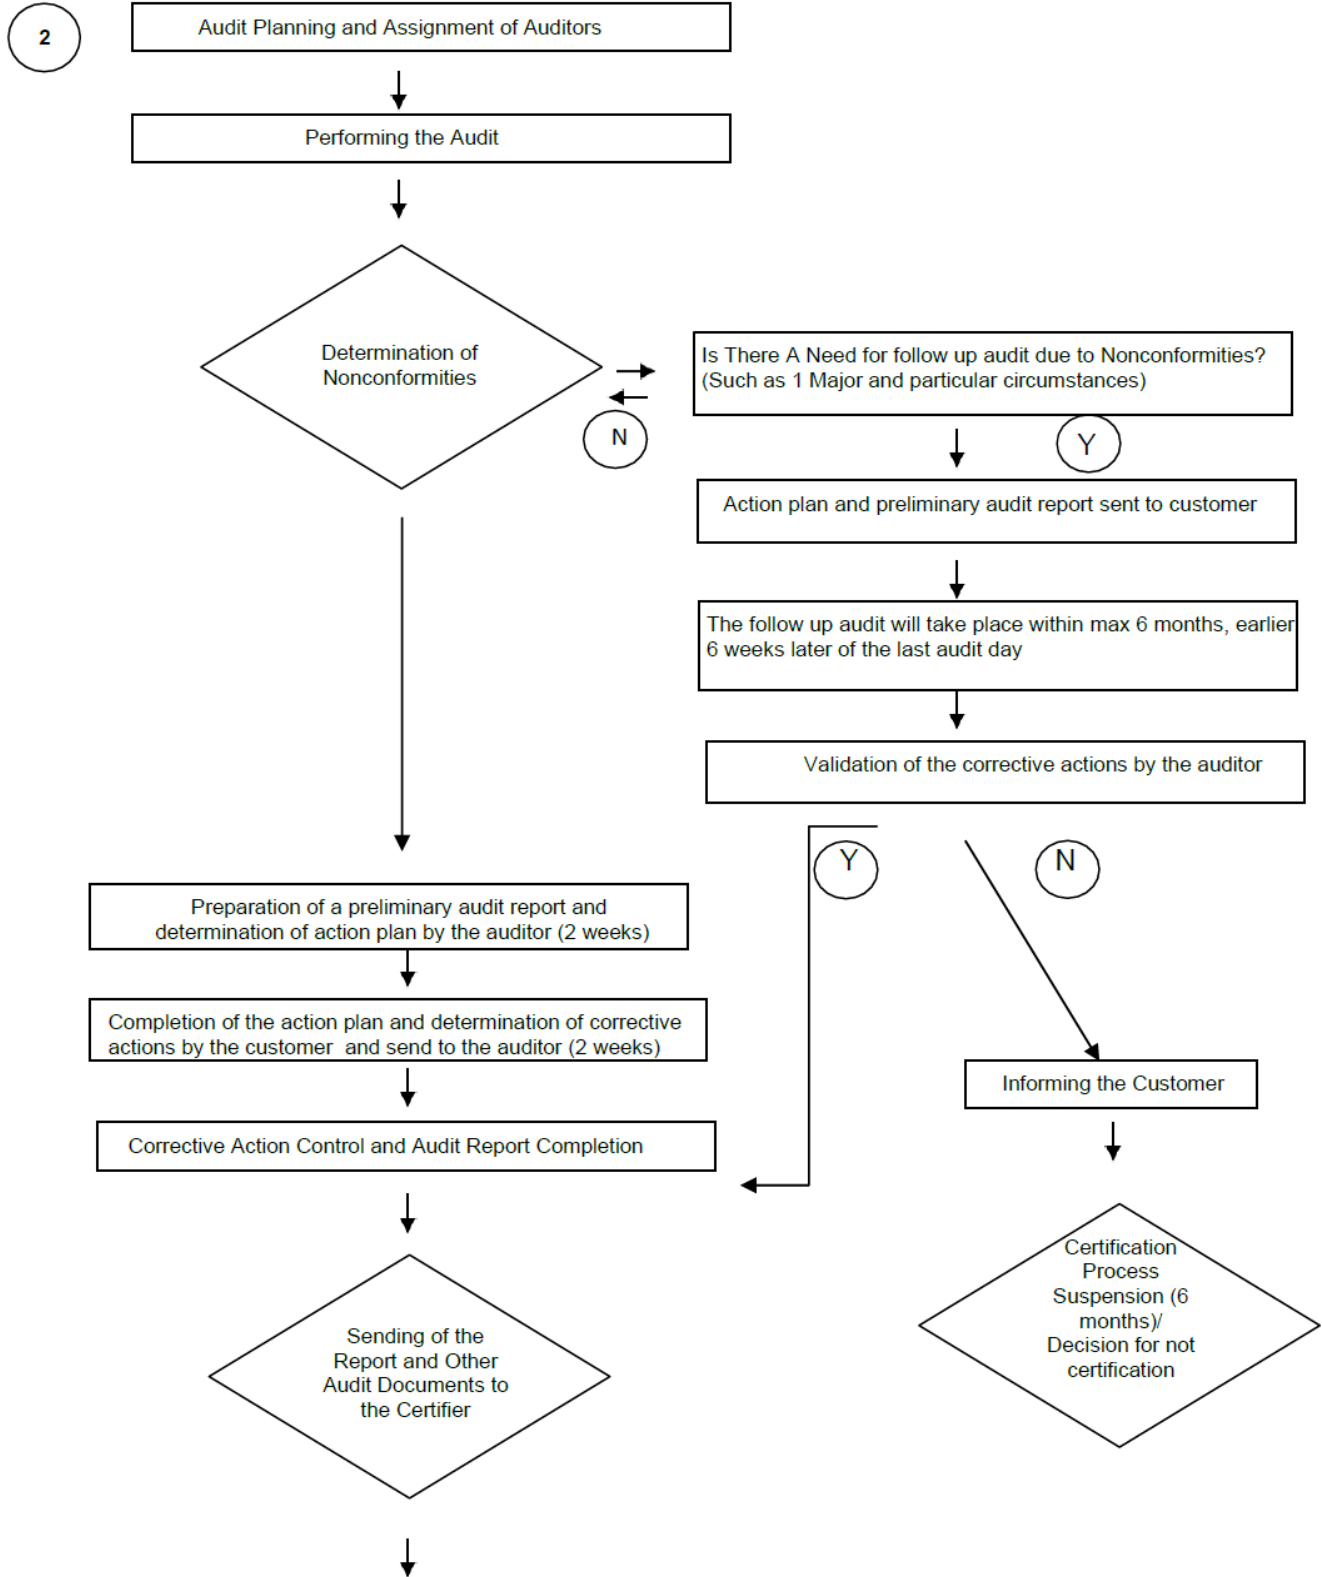 2
Audit Planning and Assignment of Auditors
Performing the Audit
Determination of
Nonconformities
Is There A Need for follow up audit due to Nonconformities?
(Such as 1 Major and particular circumstances)
N
Y
Action plan and preliminary audit report sent to customer
The follow up audit will take place within max 6 months, earlier
6 weeks later of the last audit day
Validation of the corrective actions by the auditor
Y
N
Preparation of a preliminary audit report and
determination of action plan by the auditor (2 weeks)
Completion of the action plan and determination of corrective
actions by the customer and send to the auditor (2 weeks)
Corrective Action Control and Audit Report Completion
Informing the Customer
Certification
Process
Suspension (6
months)/
Decision for not
certification
Sending of the
Report and Other
Audit Documents to
the Certifier